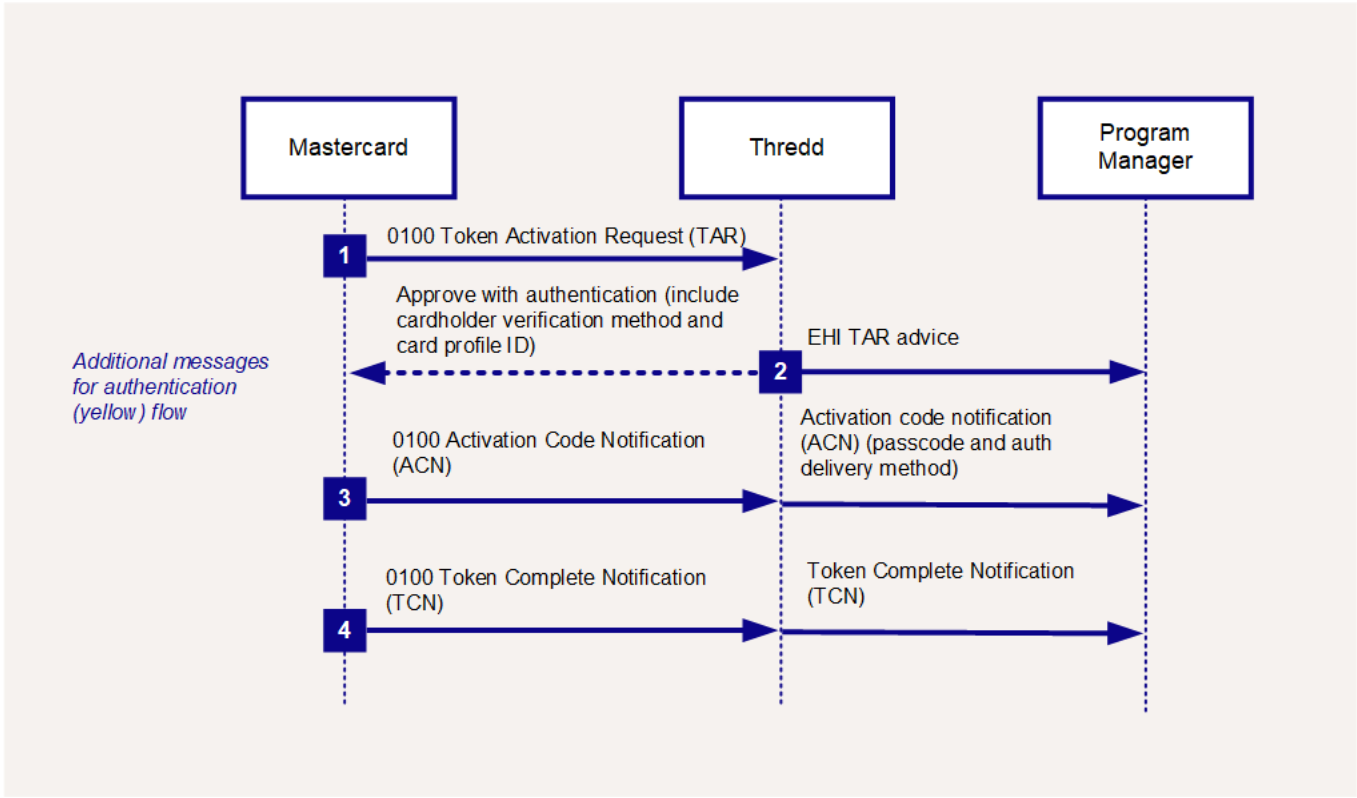 Mastercard
Thredd
Program
Manager
0100 Token Activation Request (TAR)
1
Approve with authentication (include
cardholder verification method and
card profile ID)
EHI TAR advice
2
Additional messages
for authentication
(yellow) flow
0100 Activation Code Notification
(ACN)
Activation code notification
(ACN) (passcode and auth
delivery method)
3
0100 Token Complete Notification
(TCN)
Token Complete Notification
(TCN)
4